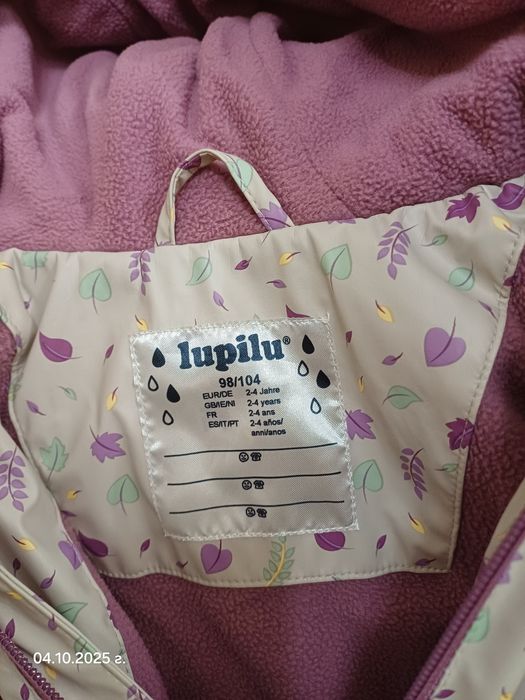 lupilu®
98/104
EUR/DE 2-4 Jahre
GB/IE/NI 2-4 years
FR 2-4 ans
ES/IT/PT 2-4 años/
anni/anos
04.10.2025 г.